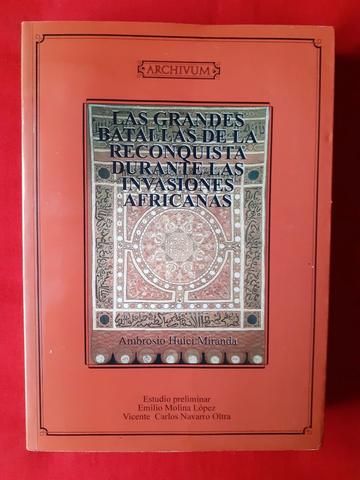 ARCHIVUM
LAS GRANDES
BATALLAS DE LA
RECONQUISTA
DURANTE LAS
INVASIONES
AFRICANAS
Ambrosio Huici Miranda
Estudio preliminar
Emilio Molina López
Vicente Carlos Navarro Oltra